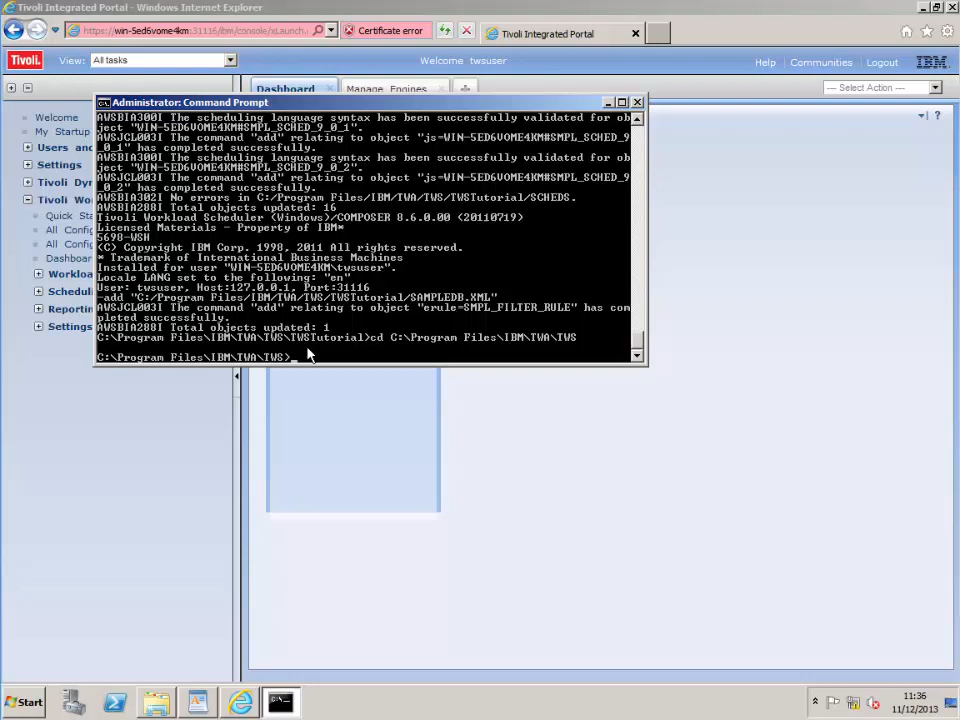 Tivoli Integrated Portal - Windows Internet Explorer
https://win-5ed6vome4km:31116/ibm/console/xLaunch.
Certificate error
Tivoli Integrated Portal
Tivoli.
View:
All tasks
Welcome twsuser
Help
Communities
Logout
IBM
Dashboard
Manage Engines
-- Select Action --
Welcome
My Startup
Users and
Settings
Tivoli Dyn
Tivoli Wo
Quick Sta
All Config
All Config
Dashboar
Workloa
Schedulin
Reportin
Settings
Administrator: Command Prompt
AWSBIA300I The scheduling language syntax has been successfully validated for ob
ject "WIN-5ED6VOME4KM#SMPL_SCHED_9_0_1".
AWSJCL003I The command "add" relating to object "js=WIN-5ED6VOME4KM#SMPL_SCHED_9
_0_1" has completed successfully.
AWSBIA300I The scheduling language syntax has been successfully validated for ob
ject "WIN-5ED6VOME4KM#SMPL_SCHED_9_0_2".
AWSJCL003I The command "add" relating to object "js=WIN-5ED6VOME4KM#SMPL_SCHED_9
_0_2" has completed successfully.
AWSBIA302I No errors in C:/Program Files/IBM/TWA/TWS/TWSTutorial/SCHEDS.
AWSBIA288I Total objects updated: 16
Tivoli Workload Scheduler (Windows)/COMPOSER 8.6.0.00 (20110719)
Licensed Materials - Property of IBM*
5698-WSH
(C) Copyright IBM Corp. 1998, 2011 All rights reserved.
* Trademark of International Business Machines
Installed for user "WIN-5ED6VOME4KM\twsuser".
Locale LANG set to the following: "en"
User: twsuser, Host:127.0.0.1, Port:31116
-add "C:/Program Files/IBM/TWA/TWS/TWSTutorial/SAMPLEDB.XML"
AWSJCL003I The command "add" relating to object "erule=SMPL_FILTER_RULE" has com
pleted successfully.
AWSBIA288I Total objects updated: 1
C:\Program Files\IBM\TWA\TWS\TWSTutorial>cd C:\Program Files\IBM\TWA\TWS
C:\Program Files\IBM\TWA\TWS>_
Start
11:36
11/12/2013